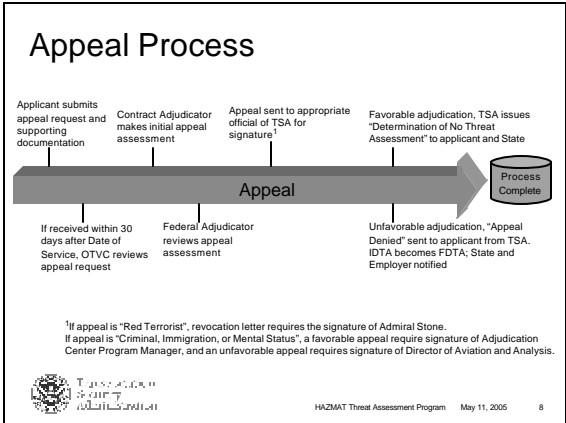 Appeal Process
Applicant submits
appeal request and
supporting
documentation
Contract Adjudicator
makes initial appeal
assessment
Appeal sent to appropriate
official of TSA for
signature1
Favorable adjudication, TSA issues
“Determination of No Threat
Assessment” to applicant and State
Appeal
Process
Complete
If received within 30
days after Date of
Service, OTVC reviews
appeal request
Federal Adjudicator
reviews appeal
assessment
Unfavorable adjudication, “Appeal
Denied” sent to applicant from TSA.
IDTA becomes FDTA; State and
Employer notified
1If appeal is “Red Terrorist”, revocation letter requires the signature of Admiral Stone.
If appeal is “Criminal, Immigration, or Mental Status”, a favorable appeal require signature of Adjudication
Center Program Manager, and an unfavorable appeal requires signature of Director of Aviation and Analysis.
Transportation
Security
Administration
HAZMAT Threat Assessment Program May 11, 2005 8